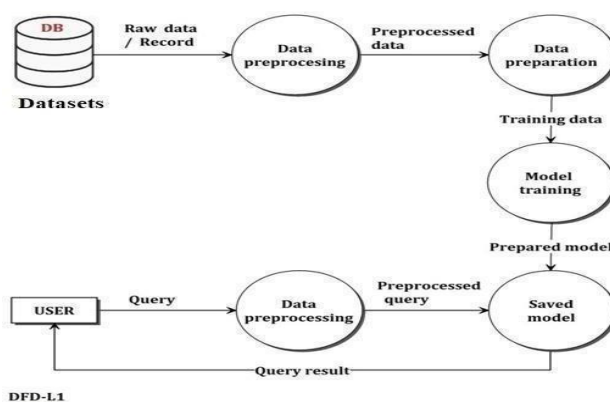 DB
Raw data
/ Record
Data
preprocesing
Preprocessed
data
Data
preparation
Datasets
Training data
Model
training
Prepared model
USER
Query
Data
preprocessing
Preprocessed
query
Saved
model
Query result
DFD-L1